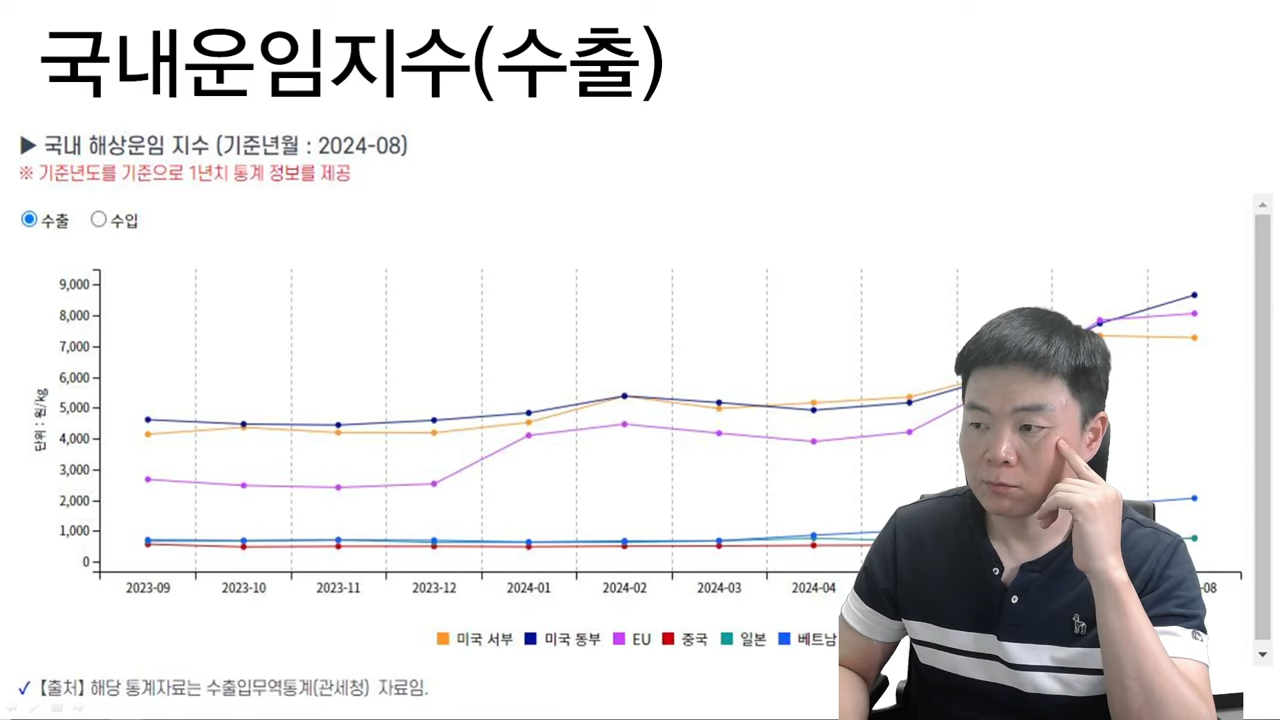 국내운임지수(수출)
▶ 국내 해상운임 지수 (기준년월 : 2024-08)
※ 기준년도를 기준으로 1년치 통계 정보를 제공
수출 수입
단위 : 원/kg
9,000
8,000
7,000
6,000
5,000
4,000
3,000
2,000
1,000
0
2023-09 2023-10 2023-11 2023-12 2024-01 2024-02 2024-03 2024-04 -08
미국 서부 미국 동부 EU 중국 일본 베트남
✓ 【출처】 해당 통계자료는 수출입무역통계(관세청) 자료임.